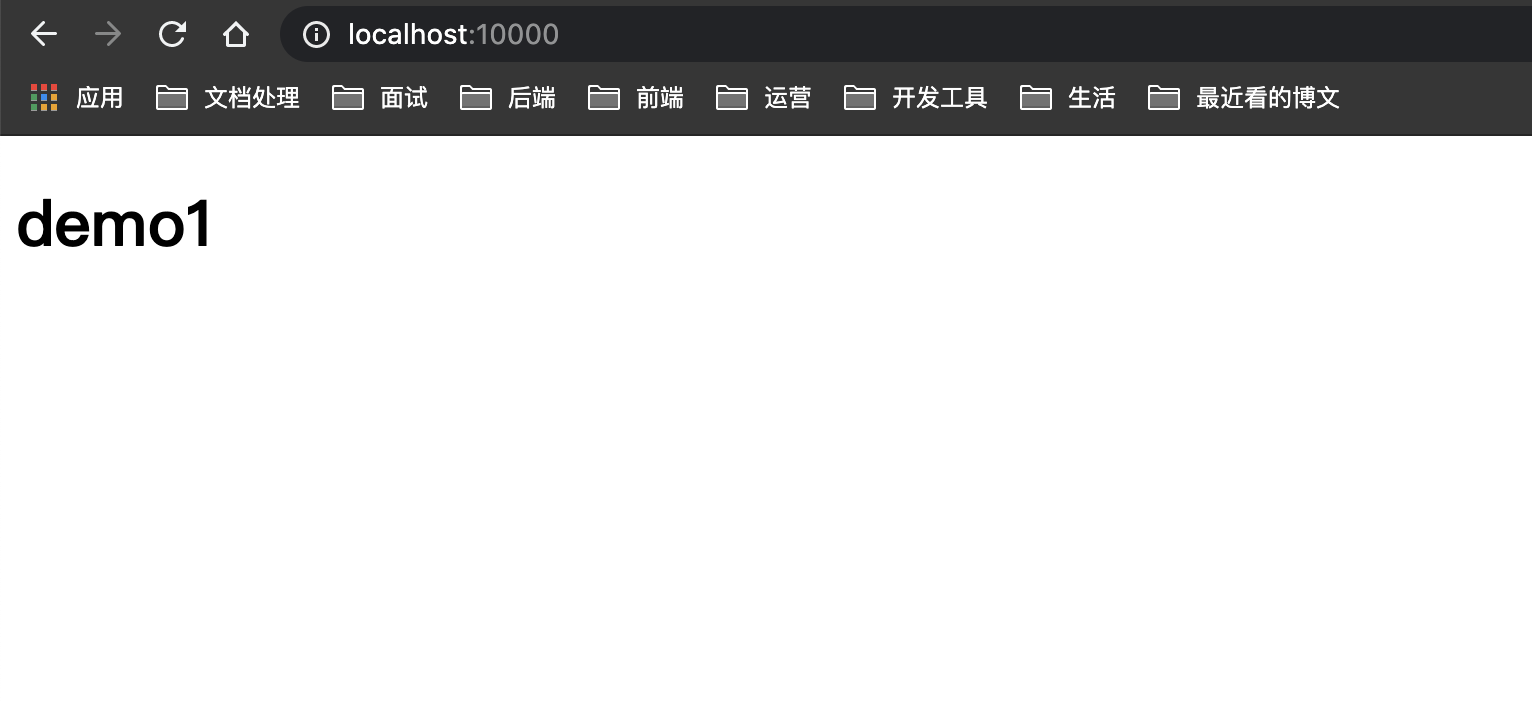 localhost:10000
应用 文档处理 面试 后端 前端 运营 开发工具 生活 最近看的博文
demo1